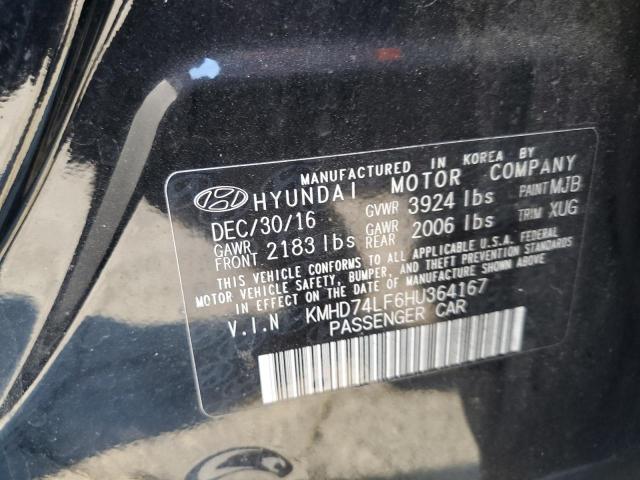 MANUFACTURED IN KOREA BY
HYUNDAI MOTOR COMPANY
DEC/30/16 GVWR 3924 lbs PAINT MJB
GAWR FRONT 2183 lbs GAWR REAR 2006 lbs TRIM XUG
THIS VEHICLE CONFORMS TO ALL APPLICABLE U.S.A. FEDERAL
MOTOR VEHICLE SAFETY, BUMPER, AND THEFT PREVENTION STANDARDS
IN EFFECT ON THE DATE OF MANUFACTURE SHOWN ABOVE.
V.I.N KMHD74LF6HU364167
PASSENGER CAR